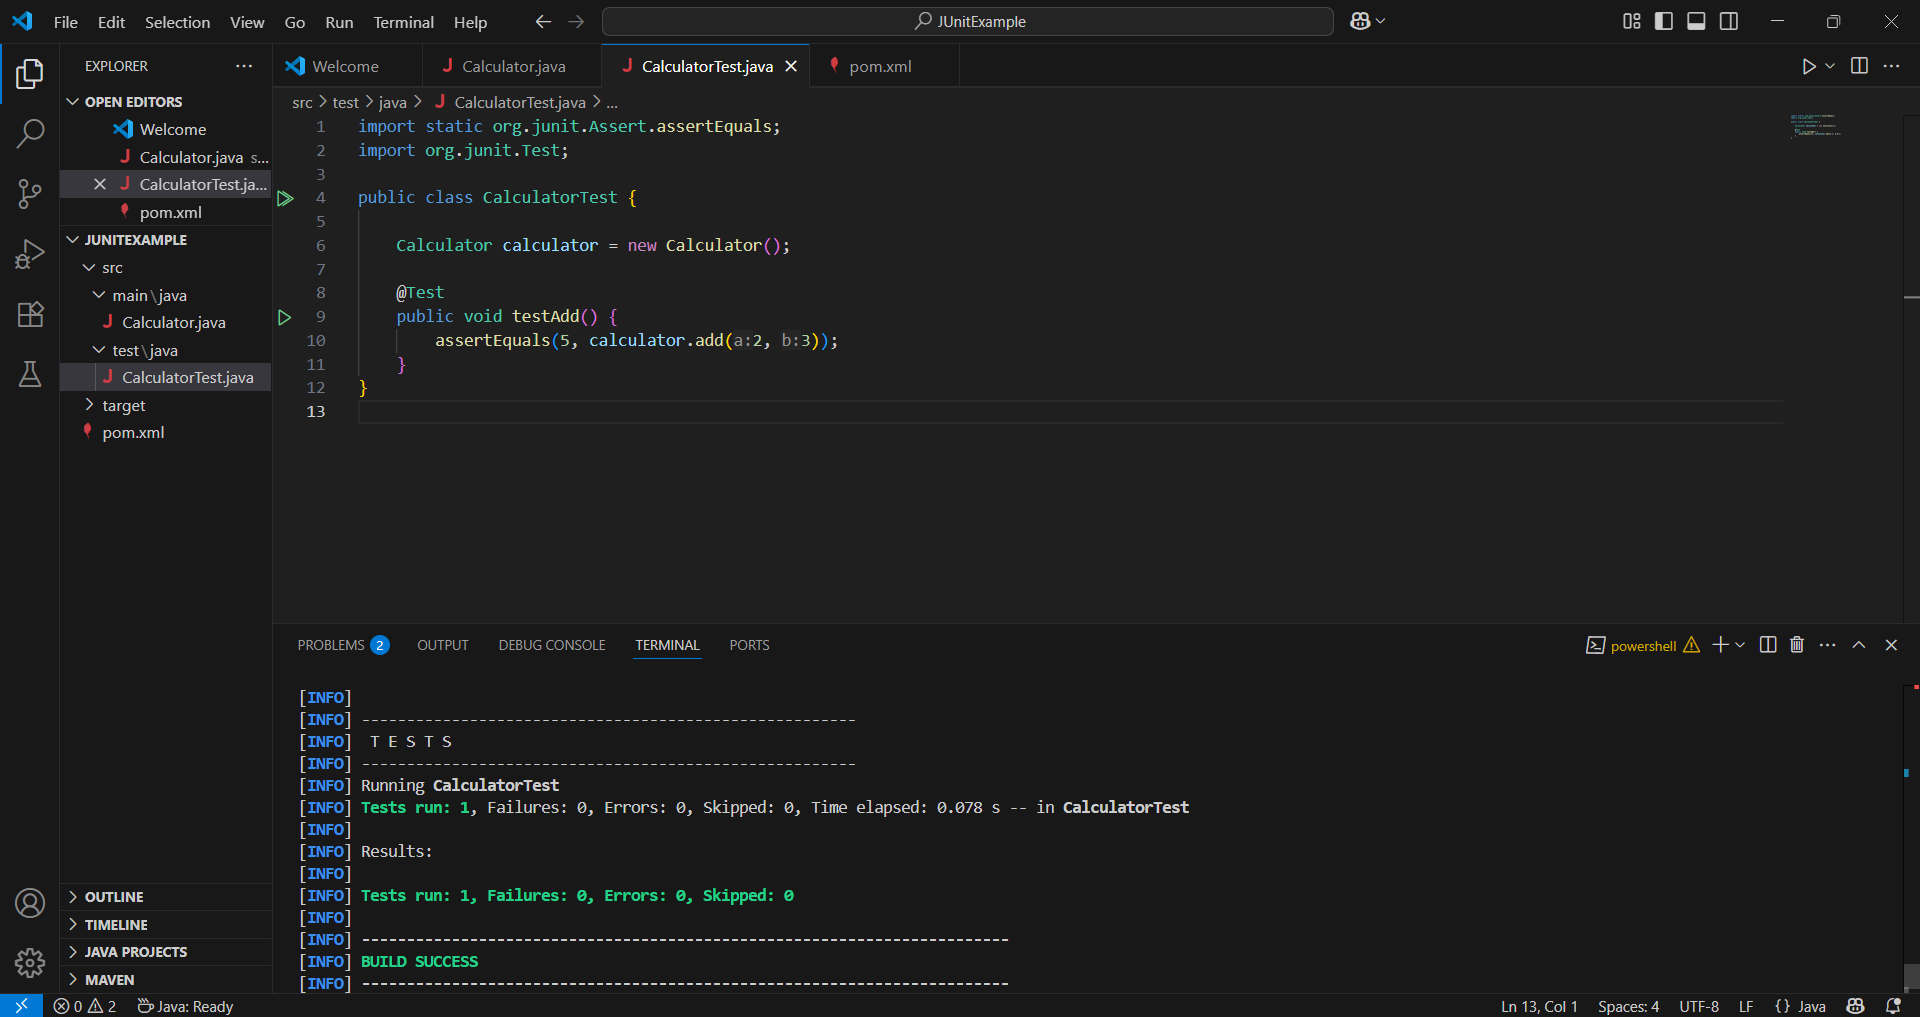 File Edit Selection View Go Run Terminal Help
JUnitExample
EXPLORER
OPEN EDITORS
Welcome
Calculator.java s...
CalculatorTest.ja...
pom.xml
JUNITEXAMPLE
src
main\java
Calculator.java
test\java
CalculatorTest.java
target
pom.xml
OUTLINE
TIMELINE
JAVA PROJECTS
MAVEN
Welcome Calculator.java CalculatorTest.java pom.xml
src > test > java > CalculatorTest.java > ...
1 import static org.junit.Assert.assertEquals;
2 import org.junit.Test;
3
4 public class CalculatorTest {
5
6 Calculator calculator = new Calculator();
7
8 @Test
9 public void testAdd() {
10 assertEquals(5, calculator.add(a:2, b:3));
11 }
12 }
13
PROBLEMS 2 OUTPUT DEBUG CONSOLE TERMINAL PORTS
powershell
[INFO]
[INFO] -------------------------------------------------------
[INFO]  T E S T S
[INFO] -------------------------------------------------------
[INFO] Running CalculatorTest
[INFO] Tests run: 1, Failures: 0, Errors: 0, Skipped: 0, Time elapsed: 0.078 s -- in CalculatorTest
[INFO]
[INFO] Results:
[INFO]
[INFO] Tests run: 1, Failures: 0, Errors: 0, Skipped: 0
[INFO]
[INFO] ------------------------------------------------------------------------
[INFO] BUILD SUCCESS
[INFO] ------------------------------------------------------------------------
0 2 Java: Ready
Ln 13, Col 1 Spaces: 4 UTF-8 LF {} Java